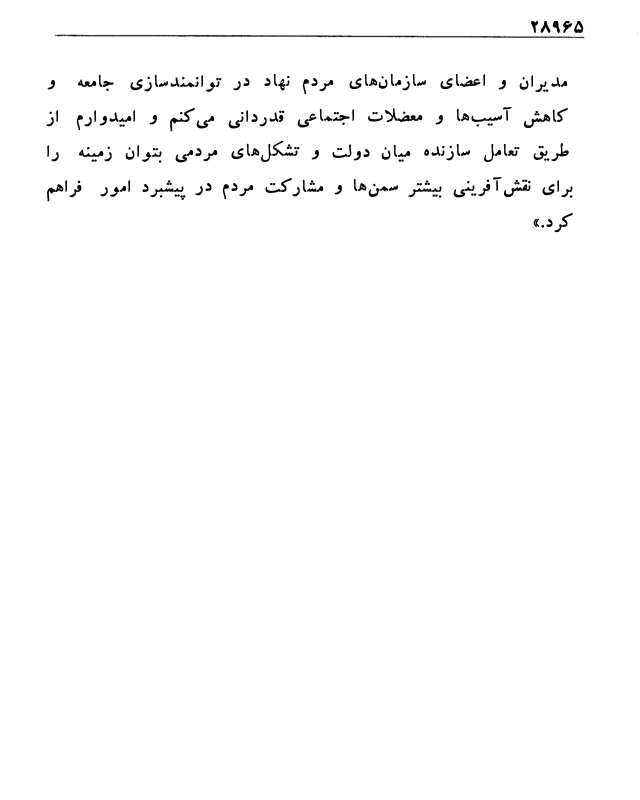 ۲۸۹۶۵
مدیران و اعضای سازمان‌های مردم نهاد در توانمندسازی جامعه و
کاهش آسیب‌ها و معضلات اجتماعی قدردانی می‌کنم و امیدوارم از
طریق تعامل سازنده میان دولت و تشکل‌های مردمی بتوان زمینه را
برای نقش‌آفرینی بیشتر سمن‌ها و مشارکت مردم در پیشبرد امور فراهم
کرد.»